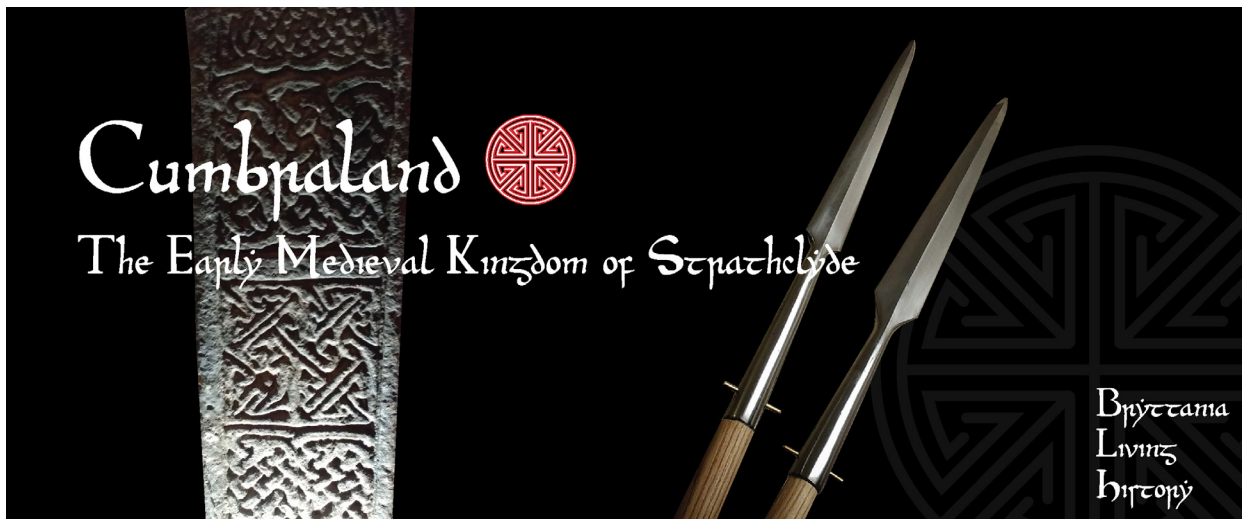 Cumbraland
The Early Medieval Kingdom of Strathclyde
Bryttania
Living
History